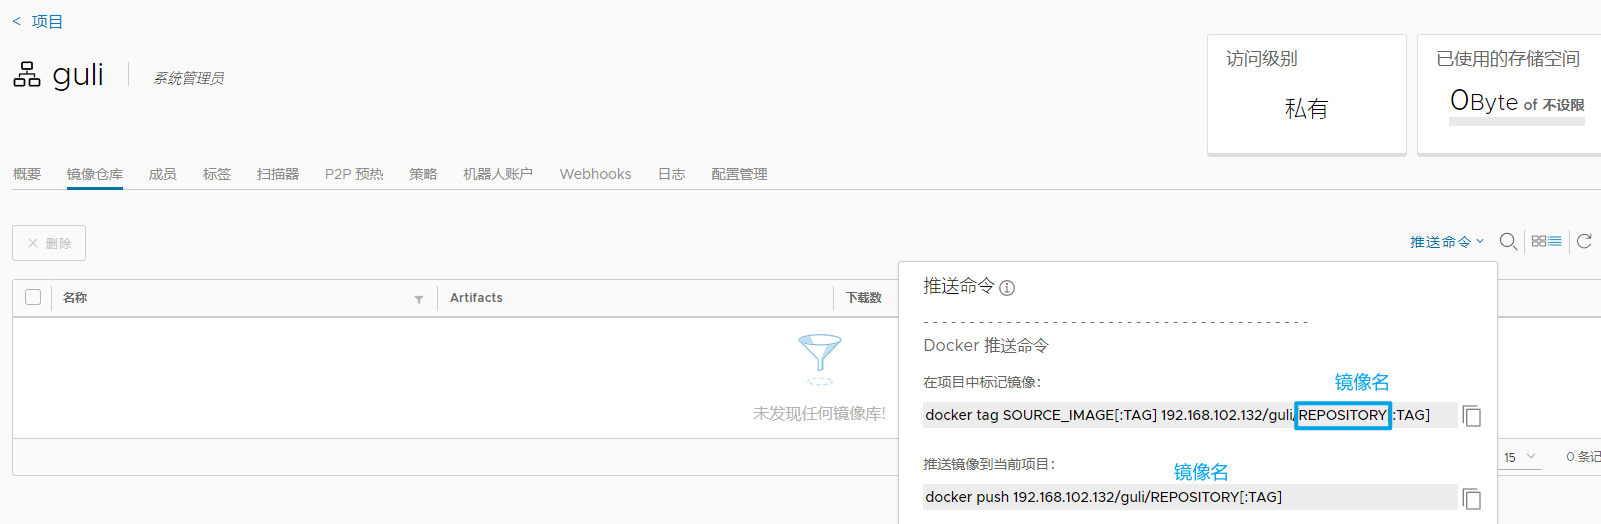 < 项目
guli 系统管理员
访问级别
私有
已使用的存储空间
0Byte of 不设限
概要 镜像仓库 成员 标签 扫描器 P2P 预热 策略 机器人账户 Webhooks 日志 配置管理
× 删除
推送命令
名称 Artifacts 下载数
未发现任何镜像库!
推送命令
------------------------------------------
Docker 推送命令
在项目中标记镜像:
镜像名
docker tag SOURCE_IMAGE[:TAG] 192.168.102.132/guli/REPOSITORY[:TAG]
推送镜像到当前项目:
镜像名
docker push 192.168.102.132/guli/REPOSITORY[:TAG]
15 0 条记